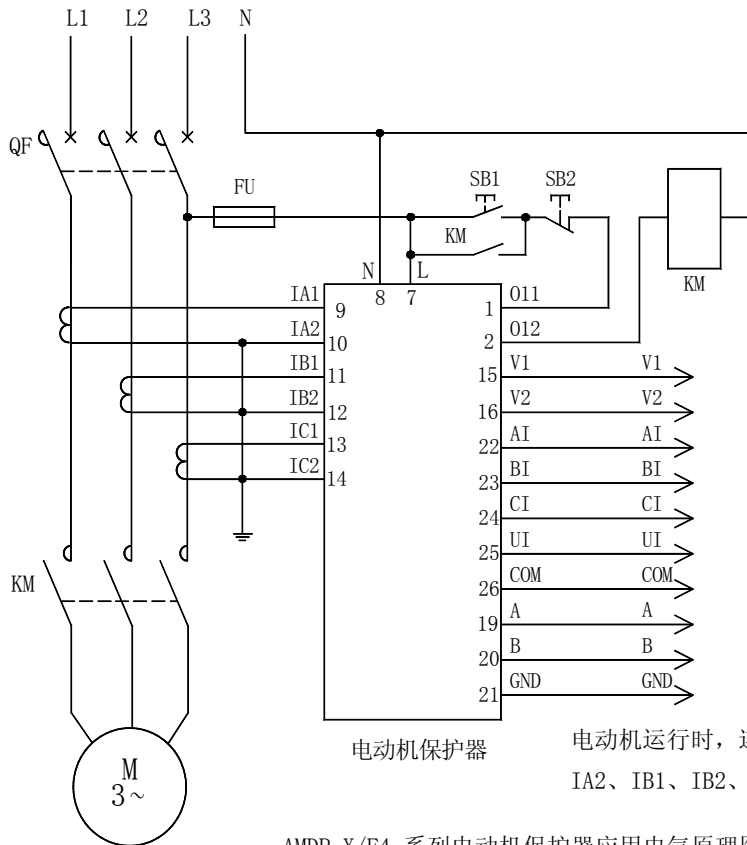 L1 L2 L3 N
QF
FU
SB1 SB2
KM
KM
N L
8 7
IA1 9
IA2 10
IB1 11
IB2 12
IC1 13
IC2 14
1 O11
2 O12
15 V1 V1
16 V2 V2
22 AI AI
23 BI BI
24 CI CI
25 UI UI
26 COM COM
19 A A
20 B B
21 GND GND
KM
M
3~
电动机保护器
电动机运行时，
IA2、IB1、IB2、
系列电动机保护器应用电气原理